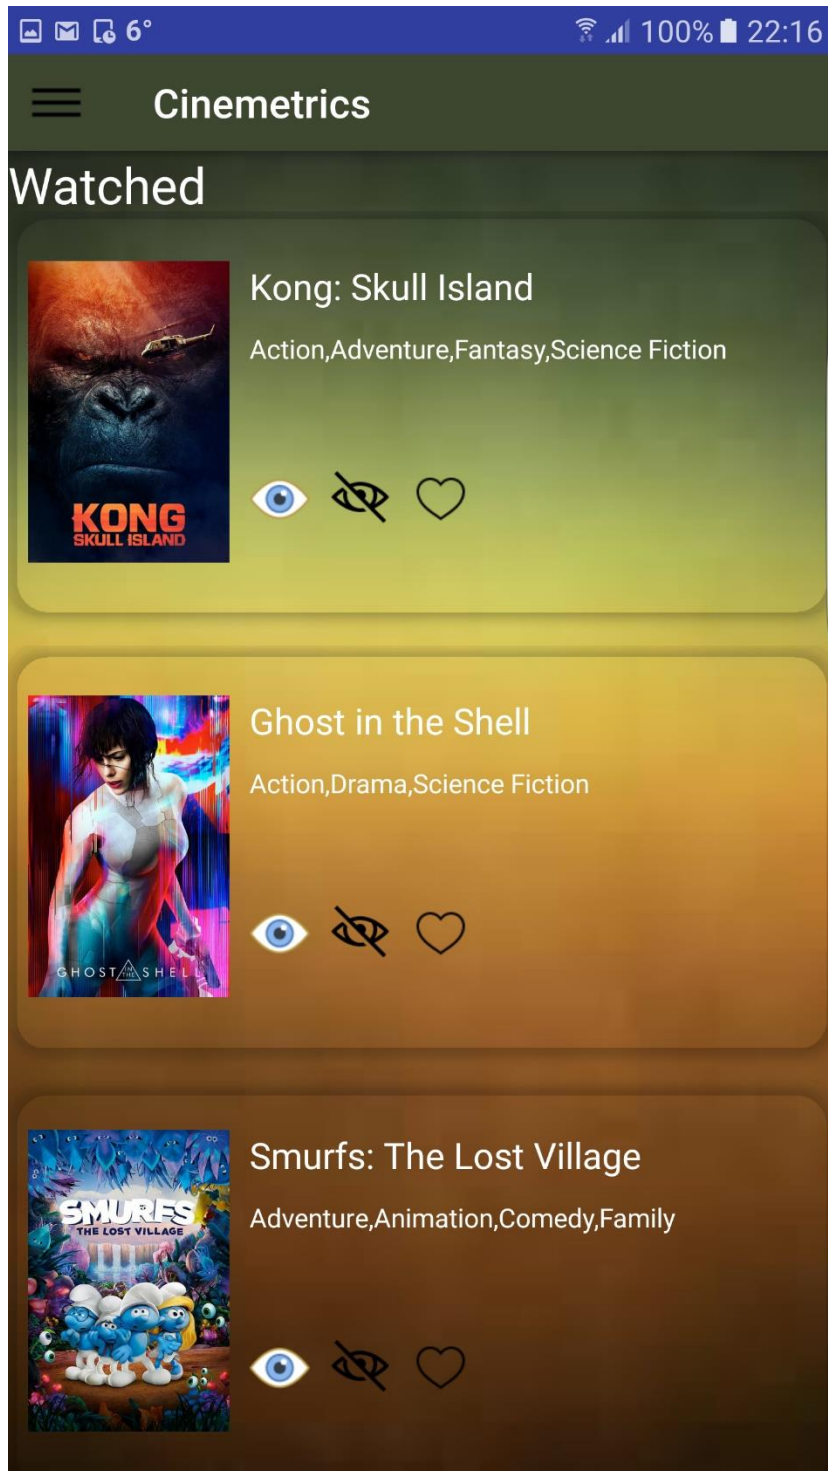 6° 100% 22:16
Cinemetrics
Watched
Kong: Skull Island
Action,Adventure,Fantasy,Science Fiction
KONG
SKULL ISLAND
Ghost in the Shell
Action,Drama,Science Fiction
GHOST IN THE SHELL
Smurfs: The Lost Village
Adventure,Animation,Comedy,Family
SMURFS
THE LOST VILLAGE